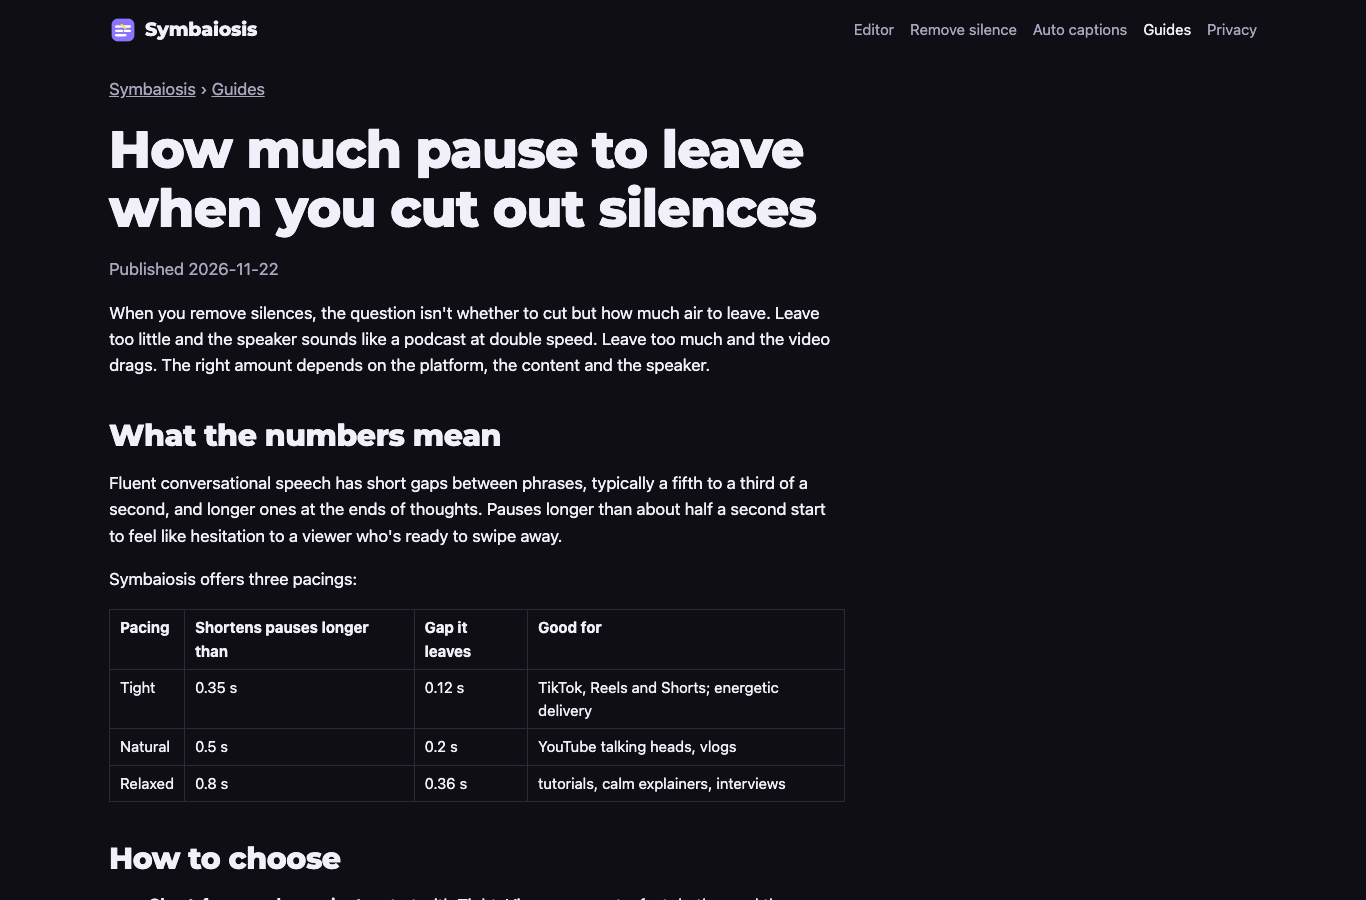 Symbaiosis
Editor Remove silence Auto captions Guides Privacy
Symbaiosis › Guides
How much pause to leave
when you cut out silences
Published 2026-11-22
When you remove silences, the question isn't whether to cut but how much air to leave. Leave
too little and the speaker sounds like a podcast at double speed. Leave too much and the video
drags. The right amount depends on the platform, the content and the speaker.
What the numbers mean
Fluent conversational speech has short gaps between phrases, typically a fifth to a third of a
second, and longer ones at the ends of thoughts. Pauses longer than about half a second start
to feel like hesitation to a viewer who's ready to swipe away.
Symbaiosis offers three pacings:
Pacing Shortens pauses longer than Gap it leaves Good for
Tight 0.35 s 0.12 s TikTok, Reels and Shorts; energetic delivery
Natural 0.5 s 0.2 s YouTube talking heads, vlogs
Relaxed 0.8 s 0.36 s tutorials, calm explainers, interviews
How to choose